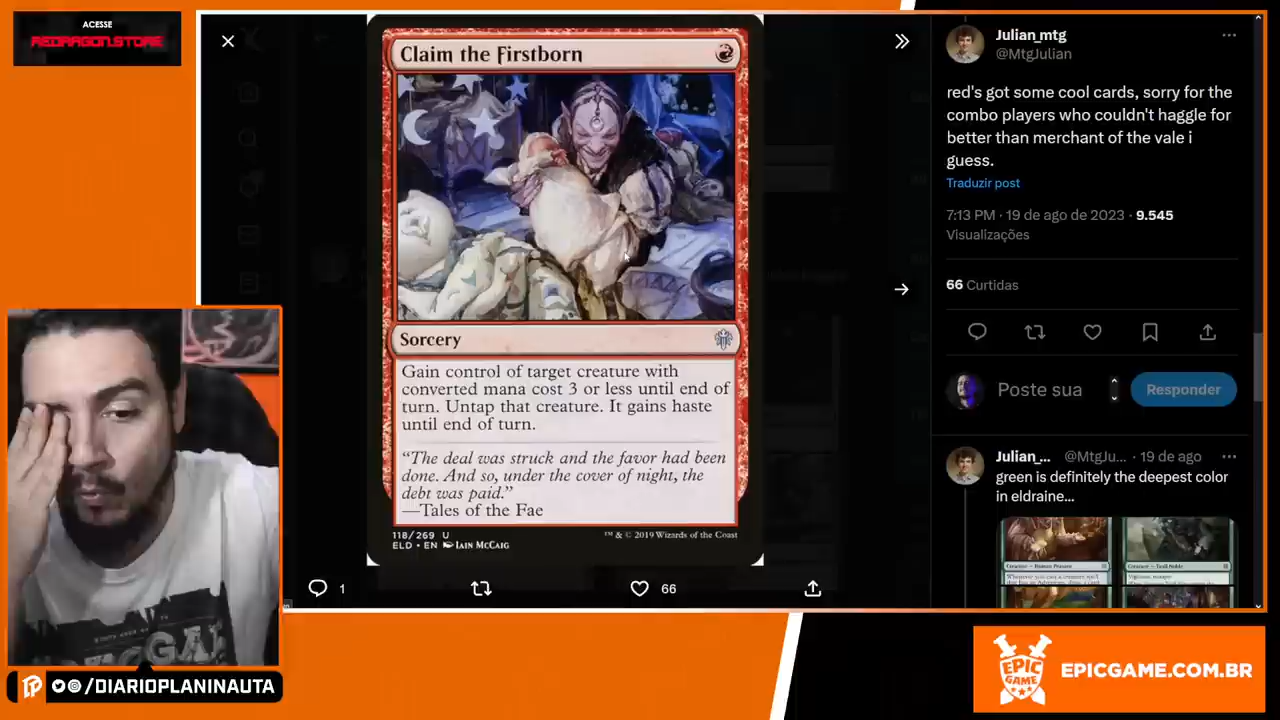 ACESSE
REDRAGON.STORE
Claim the Firstborn
Sorcery
Gain control of target creature with
converted mana cost 3 or less until end of
turn. Untap that creature. It gains haste
until end of turn.
"The deal was struck and the favor had been
done. And so, under the cover of night, the
debt was paid."
—Tales of the Fae
118/269 U
ELD • EN Iain McCaig
™ & © 2019 Wizards of the Coast
1
66
Julian_mtg
@MtgJulian
red's got some cool cards, sorry for the
combo players who couldn't haggle for
better than merchant of the vale i
guess.
Traduzir post
7:13 PM · 19 de ago de 2023 · 9.545
Visualizações
66 Curtidas
Poste sua
Responder
Julian_... @MtgJu... · 19 de ago
green is definitely the deepest color
in eldraine...
/DIARIOPLANINAUTA
EPIC
GAME
EPICGAME.COM.BR